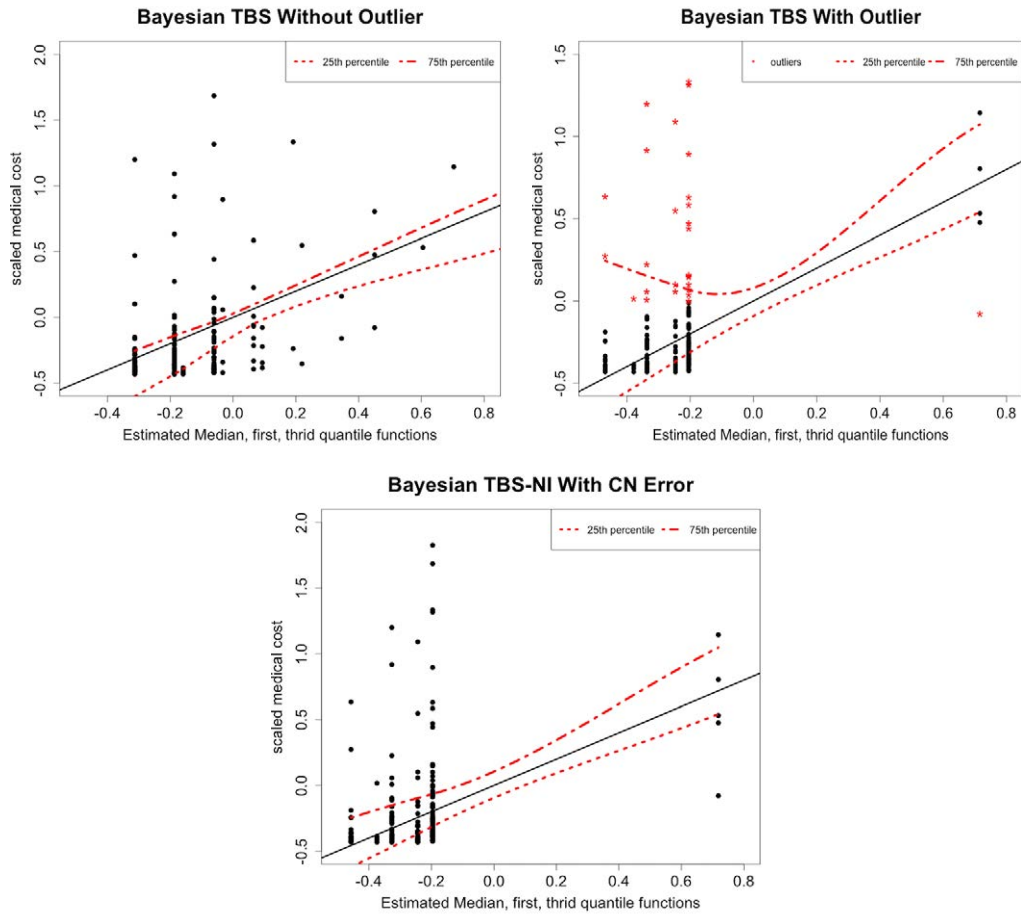 Bayesian TBS Without Outlier
25th percentile 75th percentile
scaled medical cost
2.0
1.5
1.0
0.5
0.0
-0.5
-0.4 -0.2 0.0 0.2 0.4 0.6 0.8
Estimated Median, first, thrid quantile functions
Bayesian TBS With Outlier
outliers 25th percentile 75th percentile
scaled medical cost
1.5
1.0
0.5
0.0
-0.5
-0.4 -0.2 0.0 0.2 0.4 0.6 0.8
Estimated Median, first, thrid quantile functions
Bayesian TBS-NI With CN Error
25th percentile 75th percentile
scaled medical cost
2.0
1.5
1.0
0.5
0.0
-0.5
-0.4 -0.2 0.0 0.2 0.4 0.6 0.8
Estimated Median, first, thrid quantile functions